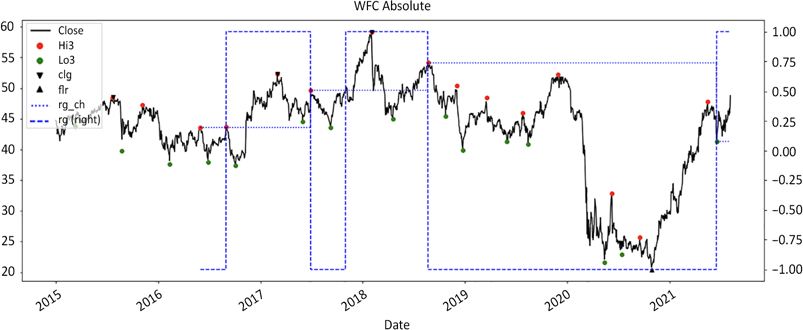 WFC Absolute
Close
Hi3
Lo3
clg
flr
rg_ch
rg (right)
60
55
50
45
40
35
30
25
20
1.00
0.75
0.50
0.25
0.00
−0.25
−0.50
−0.75
−1.00
2015 2016 2017 2018 2019 2020 2021
Date